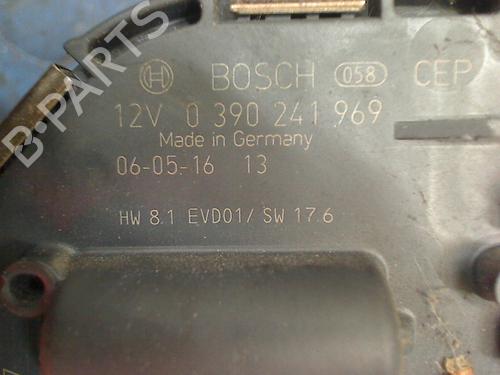 BOSCH 058 CEP
12V 0 390 241 969
Made in Germany
06-05-16 13
HW 8.1 EVD01/ SW 17.6
B-PARTS